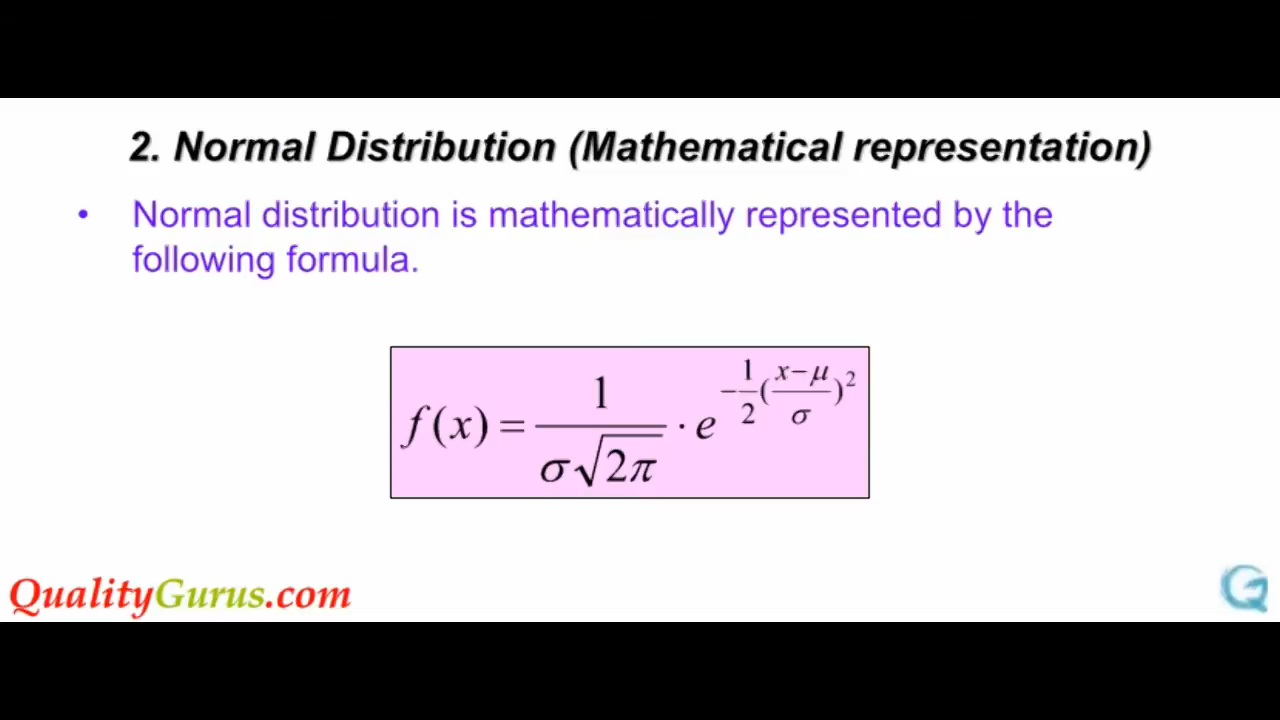 2. Normal Distribution (Mathematical representation)
• Normal distribution is mathematically represented by the
following formula.
f(x) = 1/(σ√2π) · e^(-1/2((x-μ)/σ)^2)
QualityGurus.com